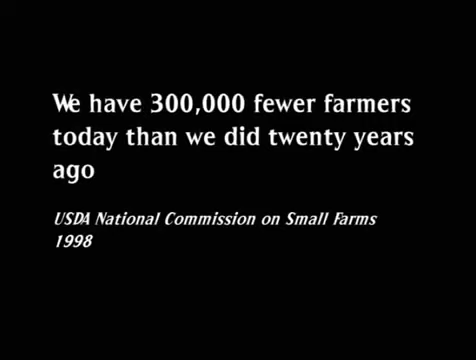 We have 300,000 fewer farmers
today than we did twenty years
ago
USDA National Commission on Small Farms
1998